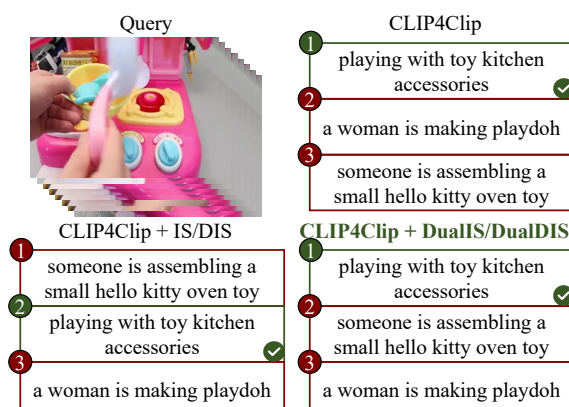 Query
CLIP4Clip
1
playing with toy kitchen
accessories
2
a woman is making playdoh
3
someone is assembling a
small hello kitty oven toy
CLIP4Clip + IS/DIS
1
someone is assembling a
small hello kitty oven toy
2
playing with toy kitchen
accessories
3
a woman is making playdoh
CLIP4Clip + DualIS/DualDIS
1
playing with toy kitchen
accessories
2
someone is assembling a
small hello kitty oven toy
3
a woman is making playdoh